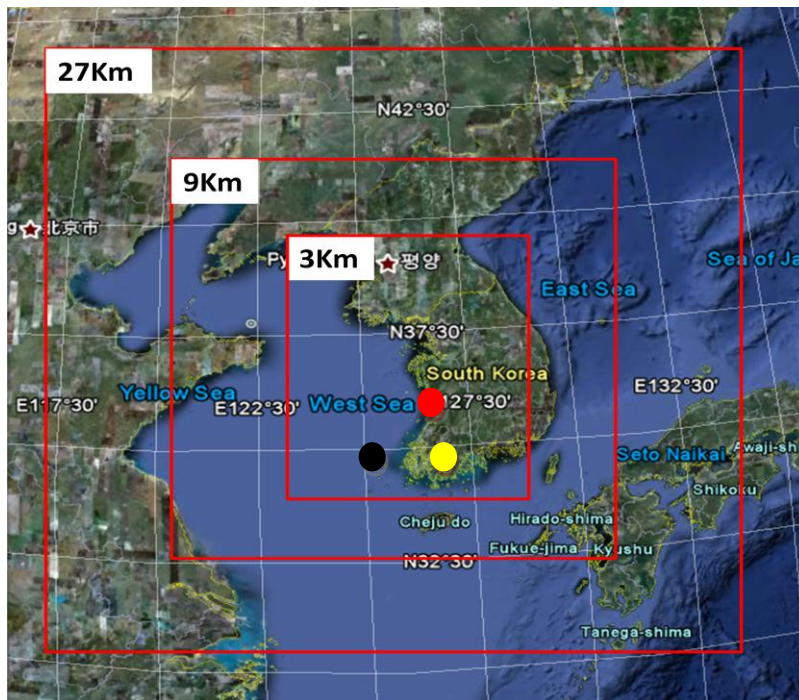 27Km
N42°30'
9Km
g 北京市
3Km
Py
평양
East Sea
Sea of Ja
N37°30'
South Korea
Yellow Sea
E132°30'
E117°30'
E122°30'
West Sea
127°30'
Seto Naikai
Awaji-shi
Shikoku
Cheju do
Hirado-shima
Fukue-jima
Kyushu
N32°30'
Tanega-shima